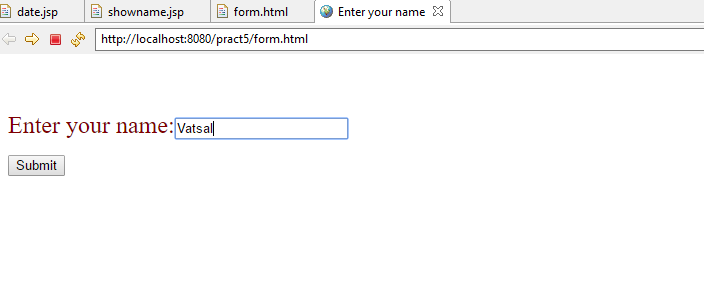 date.jsp showname.jsp form.html Enter your name
http://localhost:8080/pract5/form.html
Enter your name: Vatsal
Submit